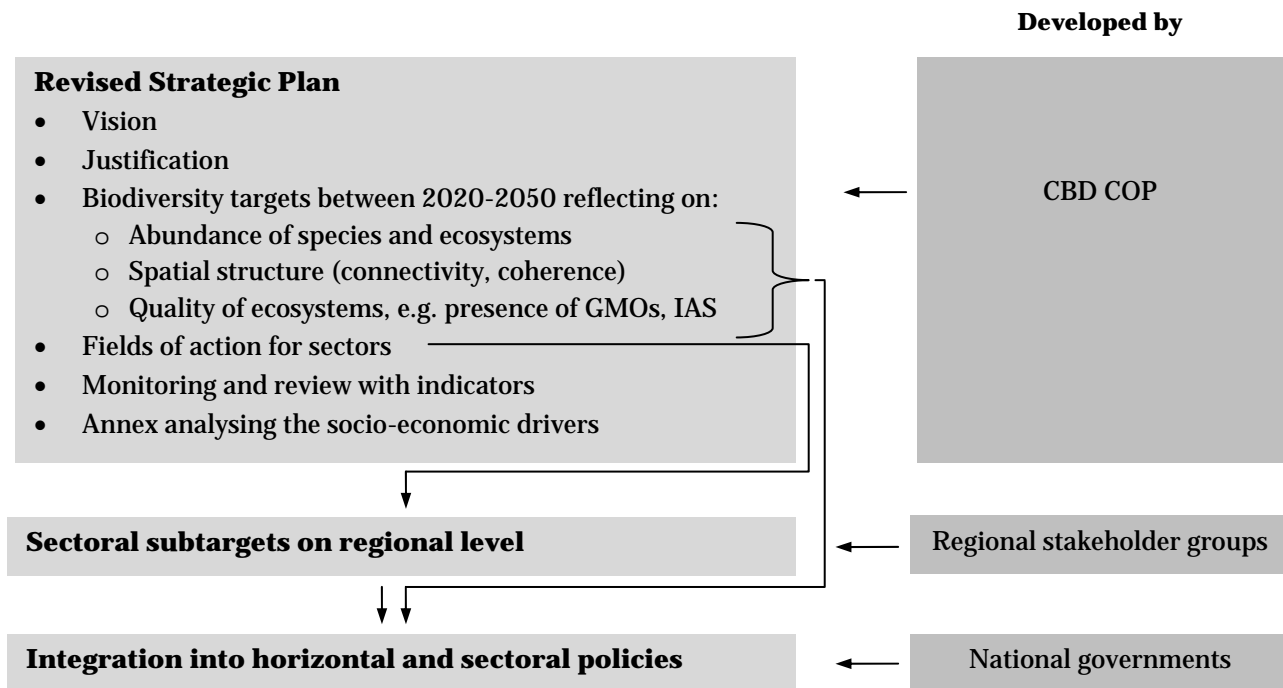 Developed by
Revised Strategic Plan
• Vision
• Justification
• Biodiversity targets between 2020-2050 reflecting on:
o Abundance of species and ecosystems
o Spatial structure (connectivity, coherence)
o Quality of ecosystems, e.g. presence of GMOs, IAS
• Fields of action for sectors
• Monitoring and review with indicators
• Annex analysing the socio-economic drivers
CBD COP
Sectoral subtargets on regional level
Regional stakeholder groups
Integration into horizontal and sectoral policies
National governments